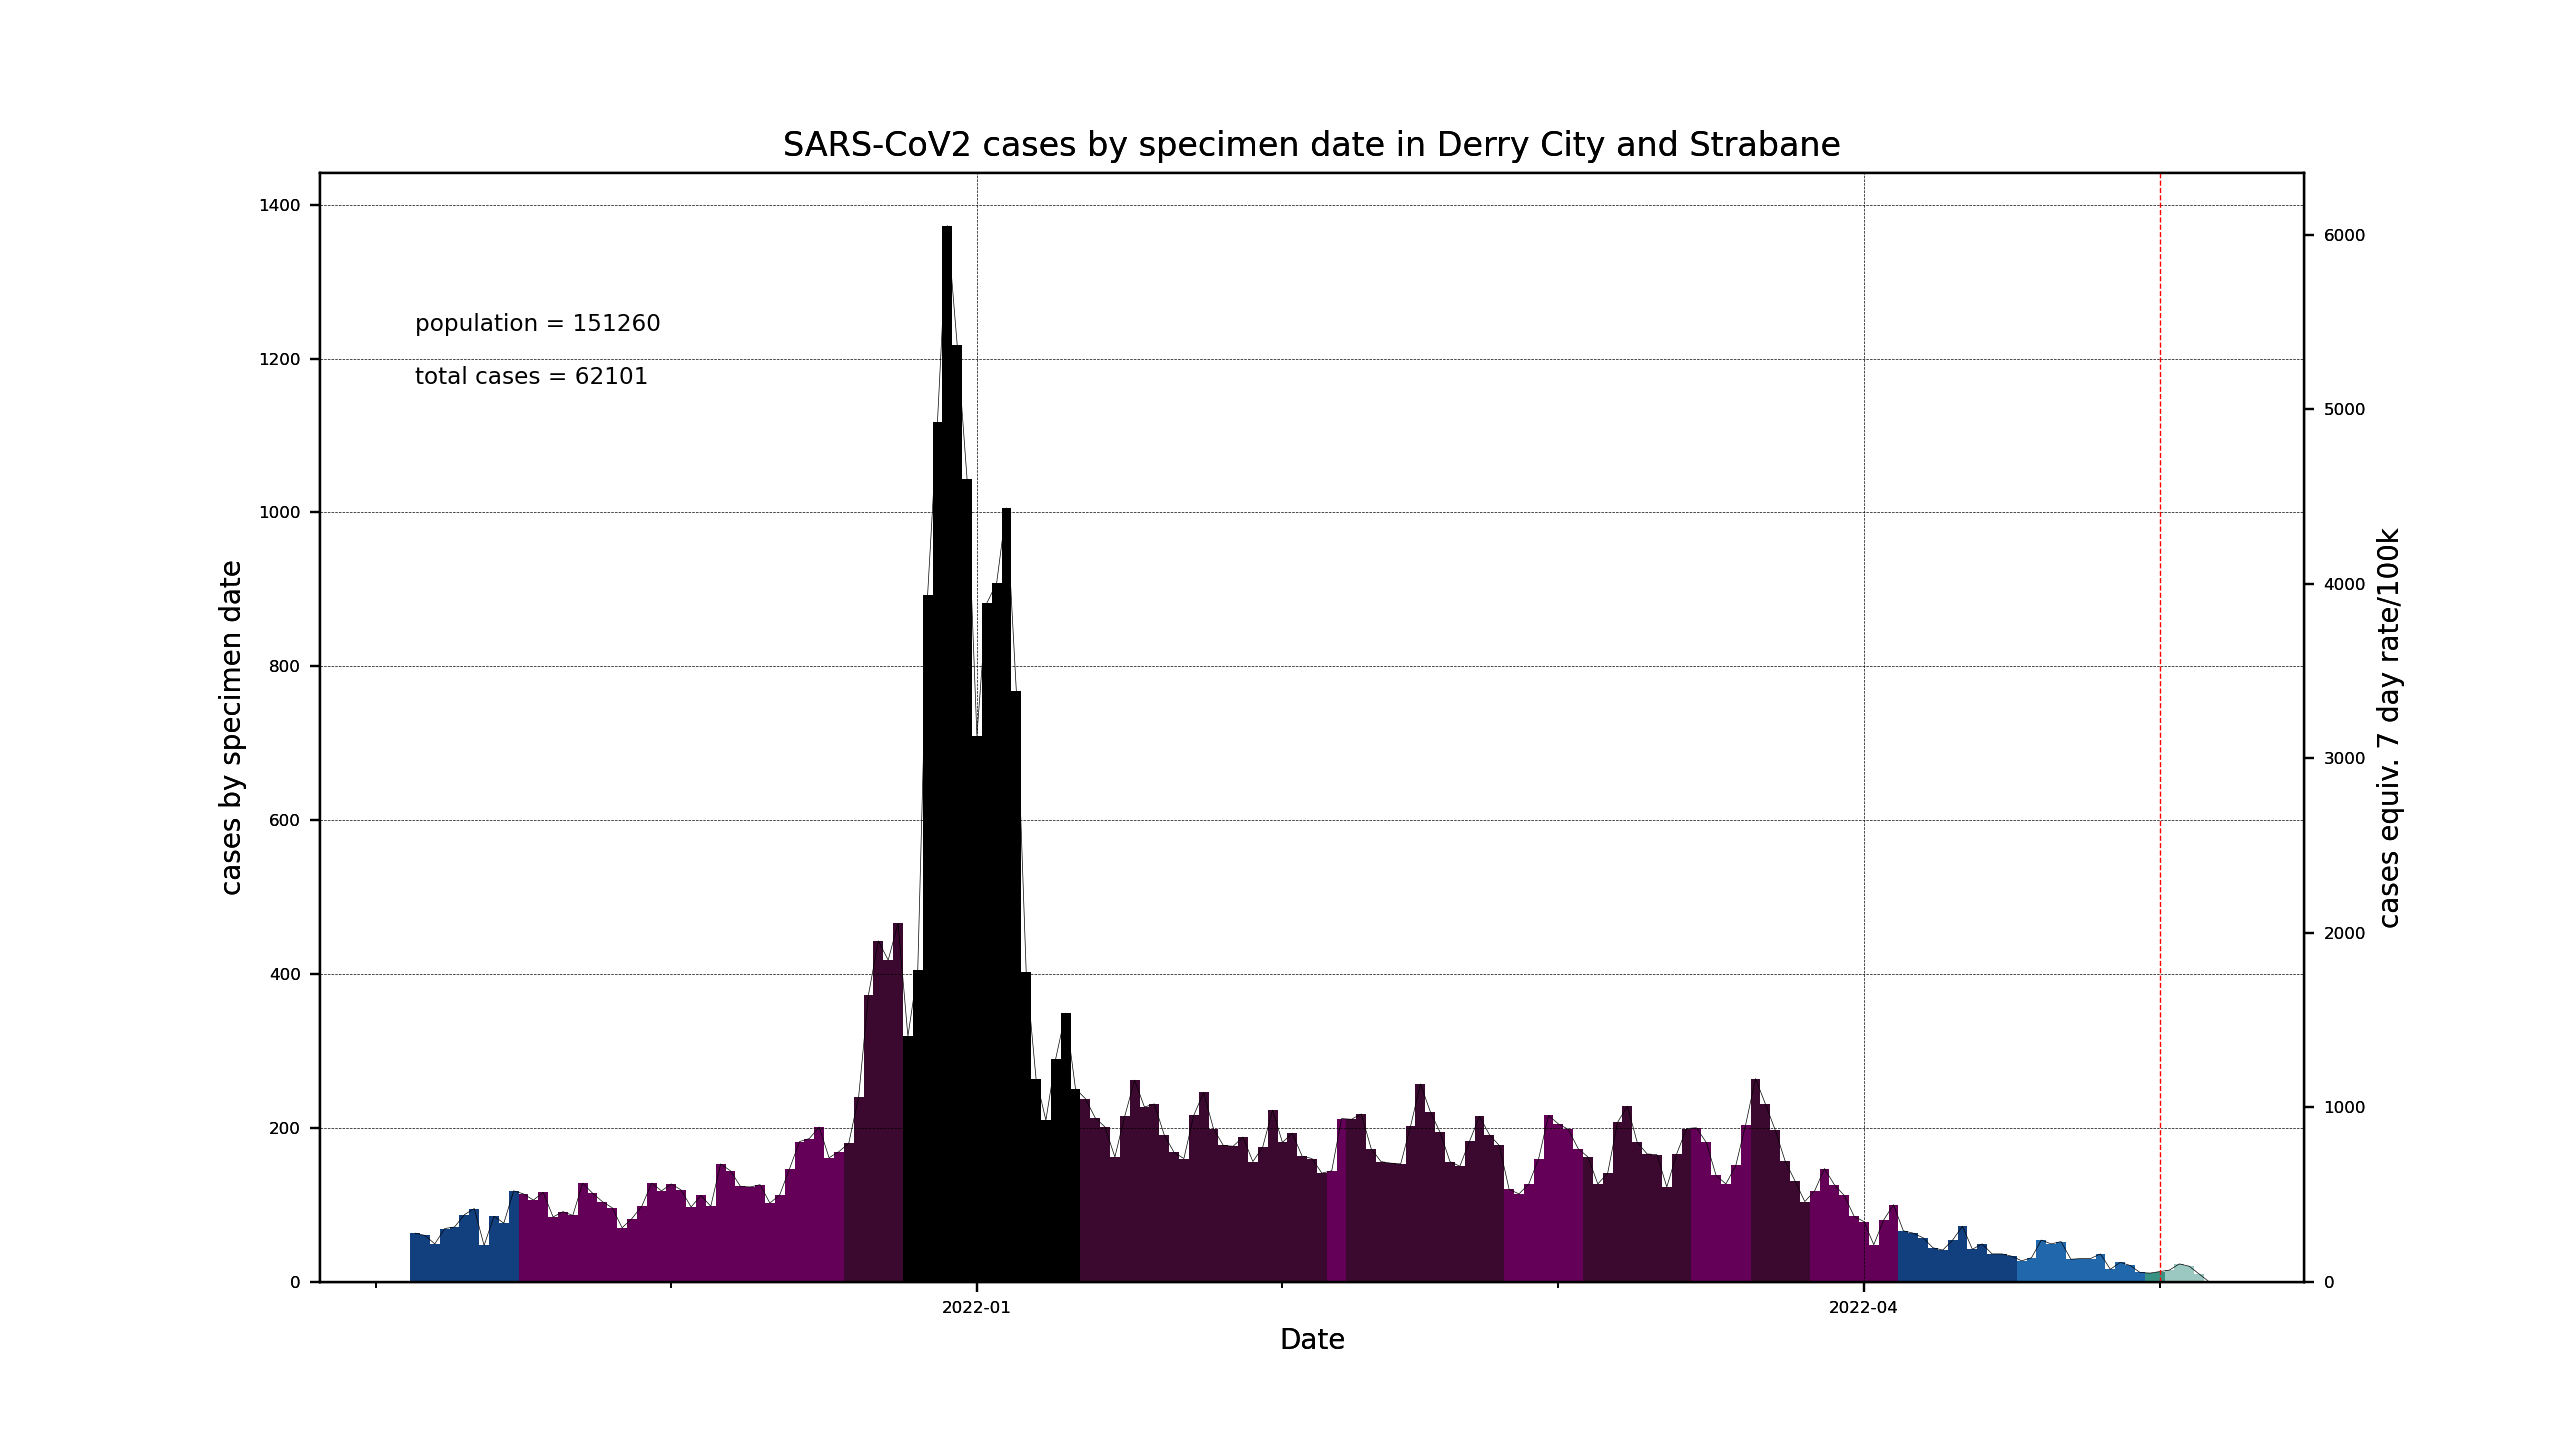 SARS-CoV2 cases by specimen date in Derry City and Strabane
population = 151260
total cases = 62101
cases by specimen date
1400
1200
1000
800
600
400
200
0
6000
5000
4000
3000
2000
1000
0
cases equiv. 7 day rate/100k
2022-01
2022-04
Date